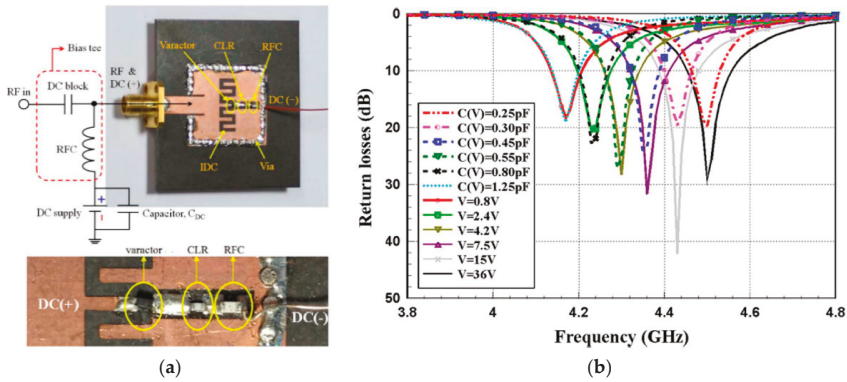 Bias tee
DC block
RF in
RFC
RF &
DC (+)
Varactor
CLR
RFC
DC (−)
IDC
Via
DC supply
+
Capacitor, C_DC
varactor
CLR
RFC
DC(+)
DC(-)
(a)
Return losses (dB)
0
10
20
30
40
50
C(V)=0.25pF
C(V)=0.30pF
C(V)=0.45pF
C(V)=0.55pF
C(V)=0.80pF
C(V)=1.25pF
V=0.8V
V=2.4V
V=4.2V
V=7.5V
V=15V
V=36V
3.8
4
4.2
4.4
4.6
4.8
Frequency (GHz)
(b)